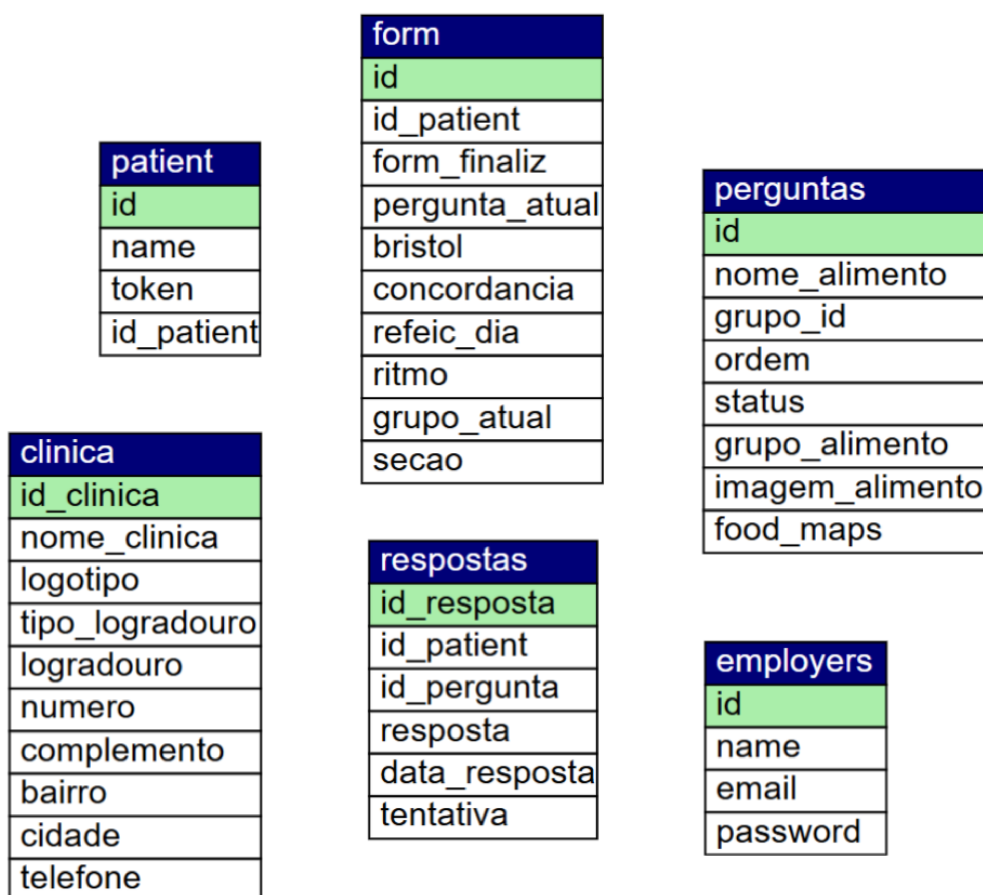 patient
id
name
token
id_patient
clinica
id_clinica
nome_clinica
logotipo
tipo_logradouro
logradouro
numero
complemento
bairro
cidade
telefone
form
id
id_patient
form_finaliz
pergunta_atual
bristol
concordancia
refeic_dia
ritmo
grupo_atual
secao
respostas
id_resposta
id_patient
id_pergunta
resposta
data_resposta
tentativa
perguntas
id
nome_alimento
grupo_id
ordem
status
grupo_alimento
imagem_alimento
food_maps
employers
id
name
email
password